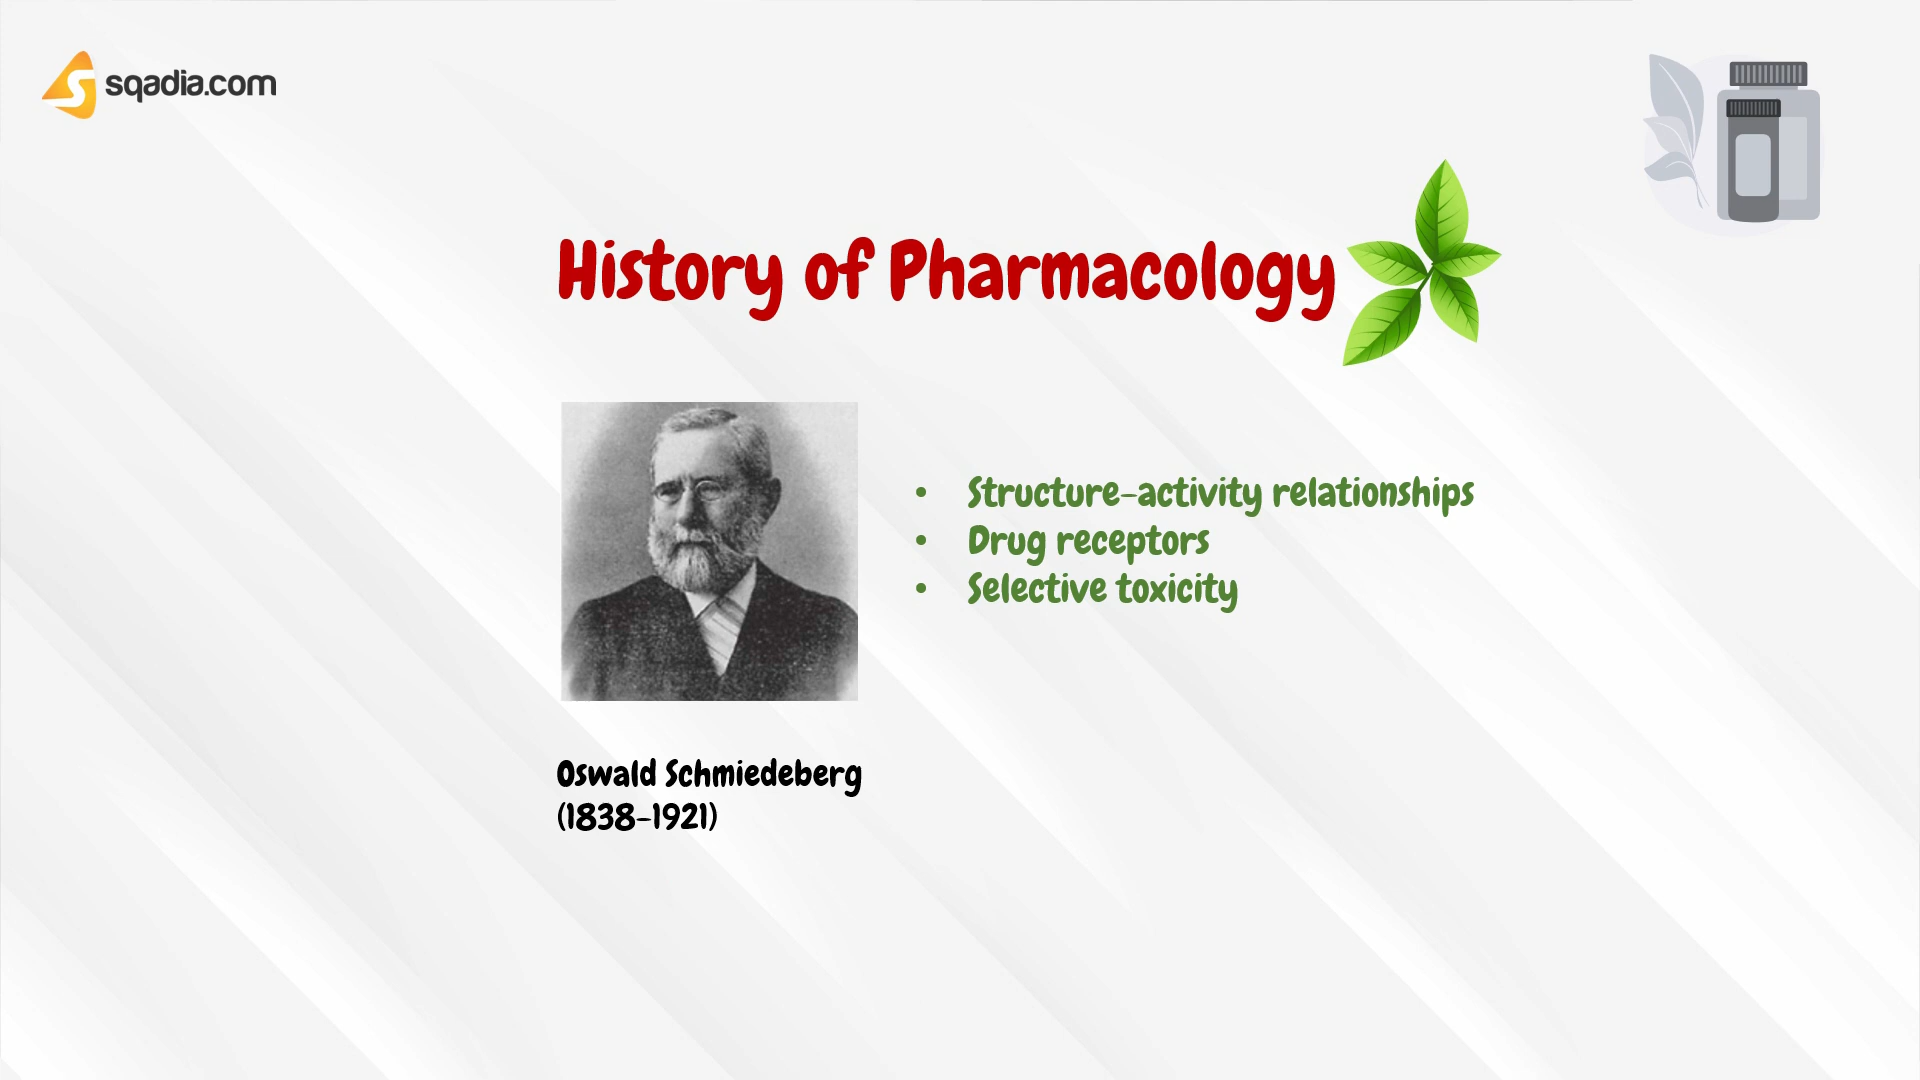 sqadia.com
History of Pharmacology
• Structure-activity relationships
• Drug receptors
• Selective toxicity
Oswald Schmiedeberg
(1838-1921)